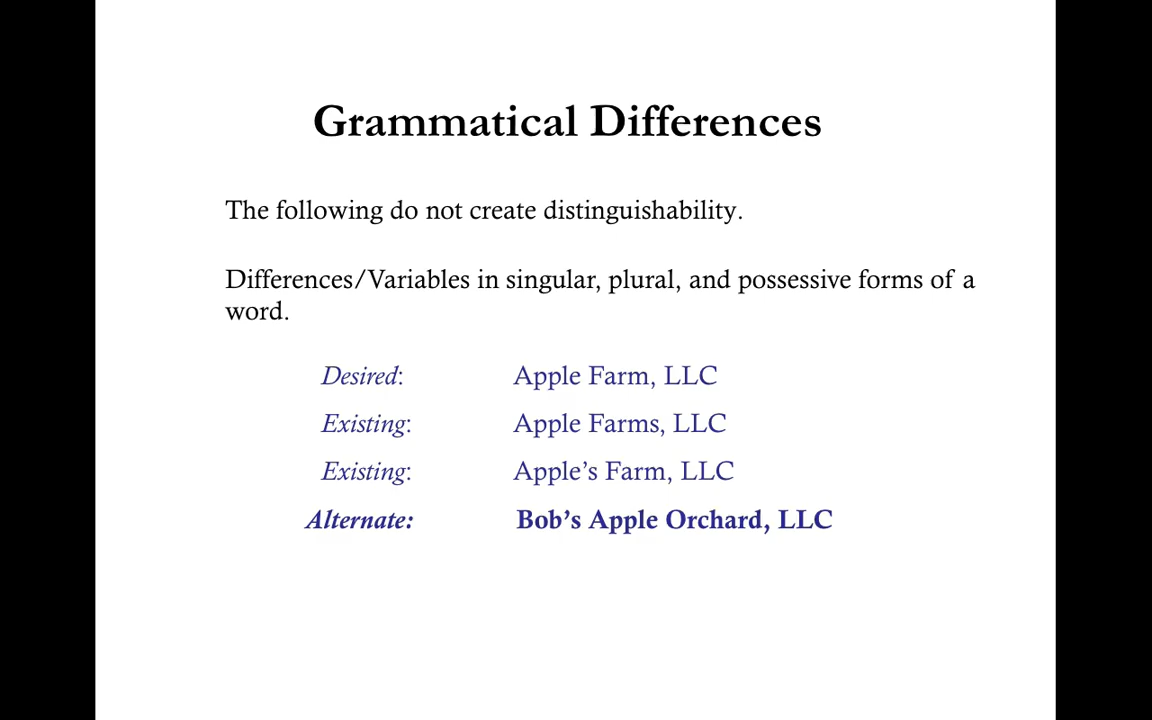 Grammatical Differences
The following do not create distinguishability.
Differences/Variables in singular, plural, and possessive forms of a
word.
Desired: Apple Farm, LLC
Existing: Apple Farms, LLC
Existing: Apple’s Farm, LLC
Alternate: Bob’s Apple Orchard, LLC